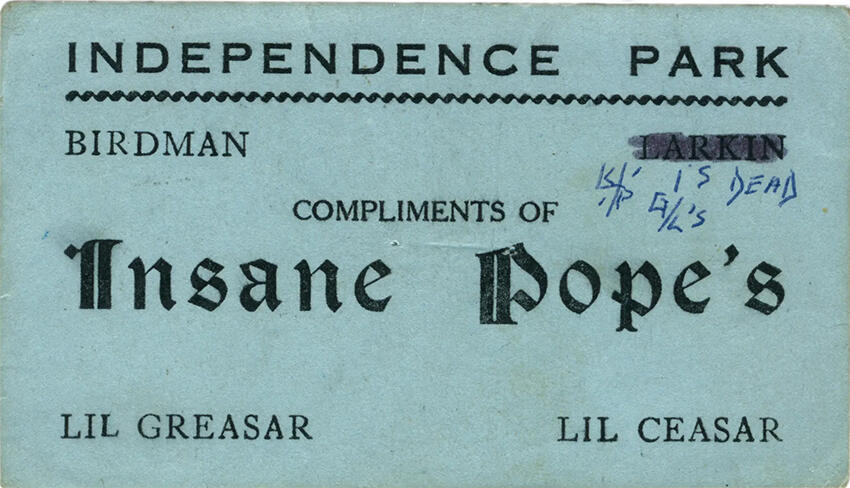 INDEPENDENCE PARK
BIRDMAN LARKIN
I'S DEAD
G/L'S
COMPLIMENTS OF
Insane Pope's
LIL GREASAR LIL CEASAR